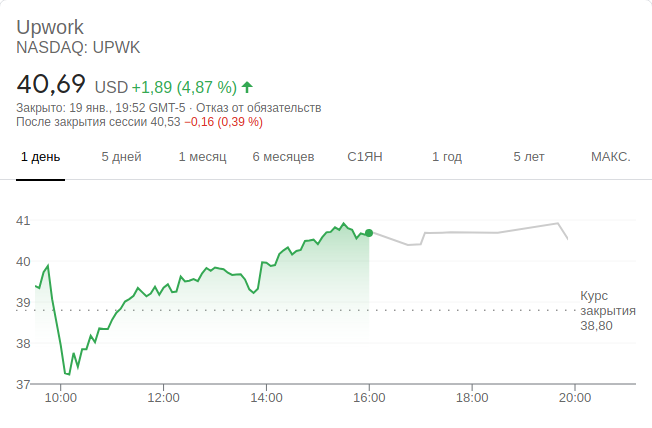 Upwork
NASDAQ: UPWK
40,69 USD +1,89 (4,87 %)
Закрыто: 19 янв., 19:52 GMT-5 · Отказ от обязательств
После закрытия сессии 40,53 −0,16 (0,39 %)
1 день 5 дней 1 месяц 6 месяцев С1ЯН 1 год 5 лет МАКС.
41
40
39
38
37
Курс
закрытия
38,80
10:00 12:00 14:00 16:00 18:00 20:00